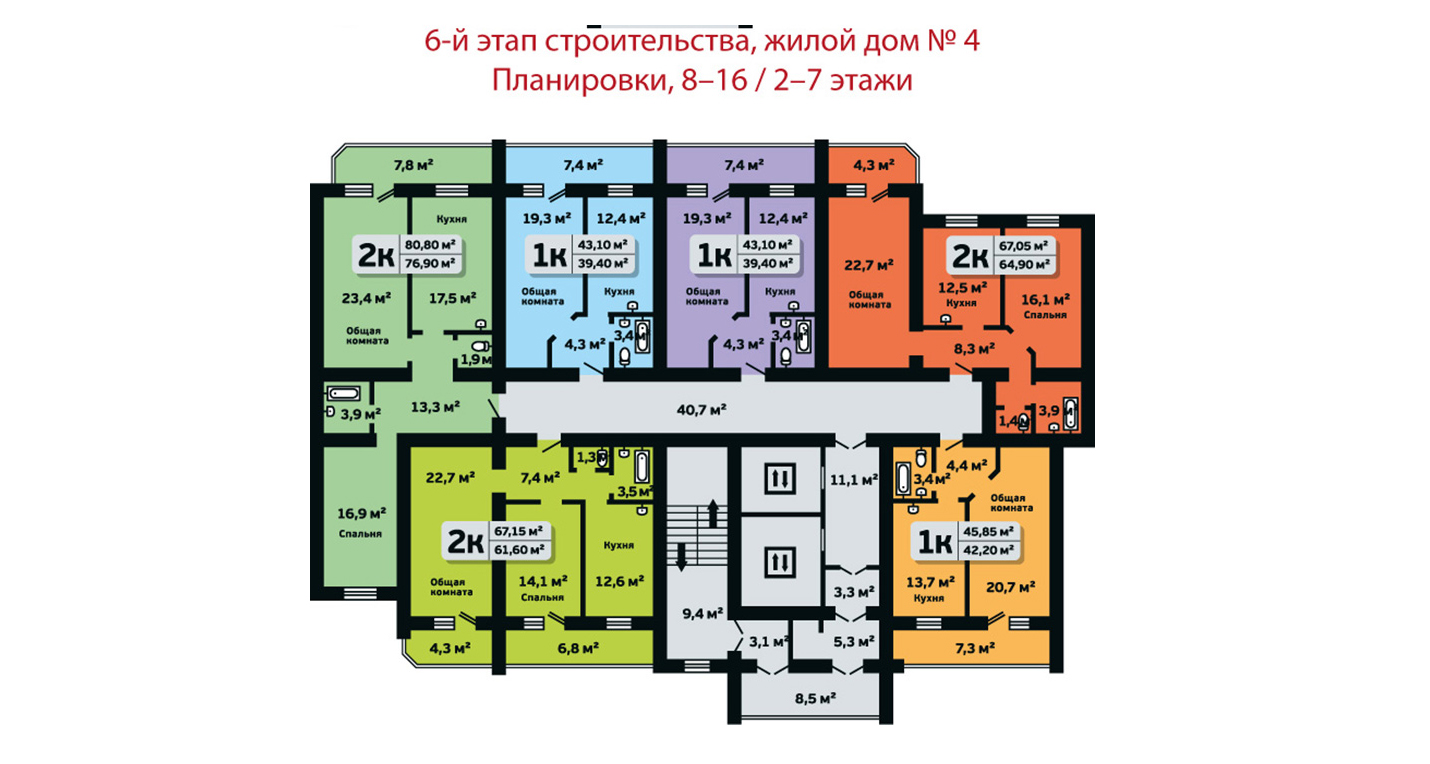 6-й этап строительства, жилой дом № 4
Планировки, 8–16 / 2–7 этажи
7,8 м²
7,4 м²
7,4 м²
4,3 м²
Кухня
19,3 м²
12,4 м²
19,3 м²
12,4 м²
2к
80,80 м²
76,90 м²
1к
43,10 м²
39,40 м²
1к
43,10 м²
39,40 м²
22,7 м²
Общая
комната
2к
67,05 м²
64,90 м²
23,4 м²
Общая
комната
17,5 м²
Общая
комната
Кухня
Общая
комната
Кухня
12,5 м²
Кухня
16,1 м²
Спальня
1,9 м
4,3 м²
3,4 м²
4,3 м²
3,4 м²
8,3 м²
3,9 м²
13,3 м²
40,7 м²
1,4 м
3,9 м²
22,7 м²
7,4 м²
1,3 м
3,5 м²
11,1 м²
3,4 м²
4,4 м²
Общая
комната
16,9 м²
Спальня
2к
67,15 м²
61,60 м²
Кухня
1к
45,85 м²
42,20 м²
Общая
комната
14,1 м²
Спальня
12,6 м²
13,7 м²
Кухня
20,7 м²
3,3 м²
9,4 м²
4,3 м²
6,8 м²
3,1 м²
5,3 м²
7,3 м²
8,5 м²